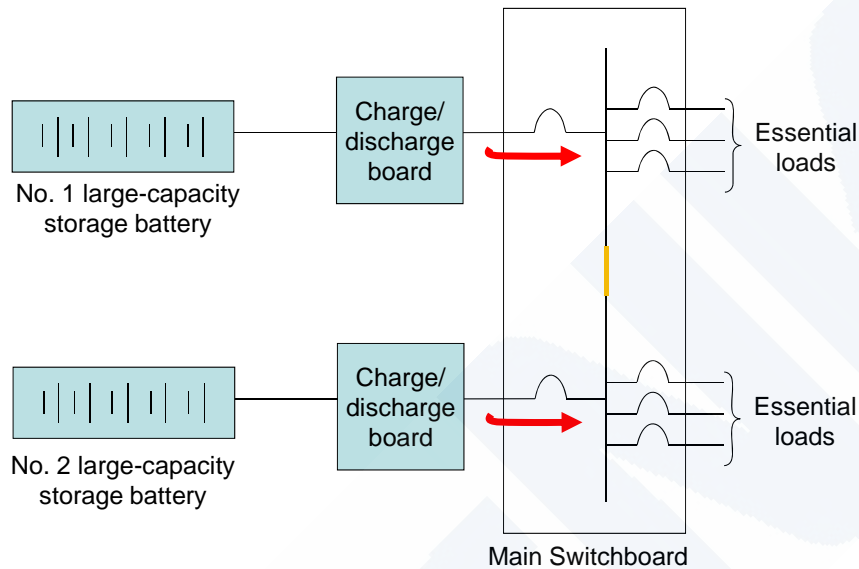 Charge/
discharge
board
Essential
loads
No. 1 large-capacity
storage battery
Charge/
discharge
board
Essential
loads
No. 2 large-capacity
storage battery
Main Switchboard